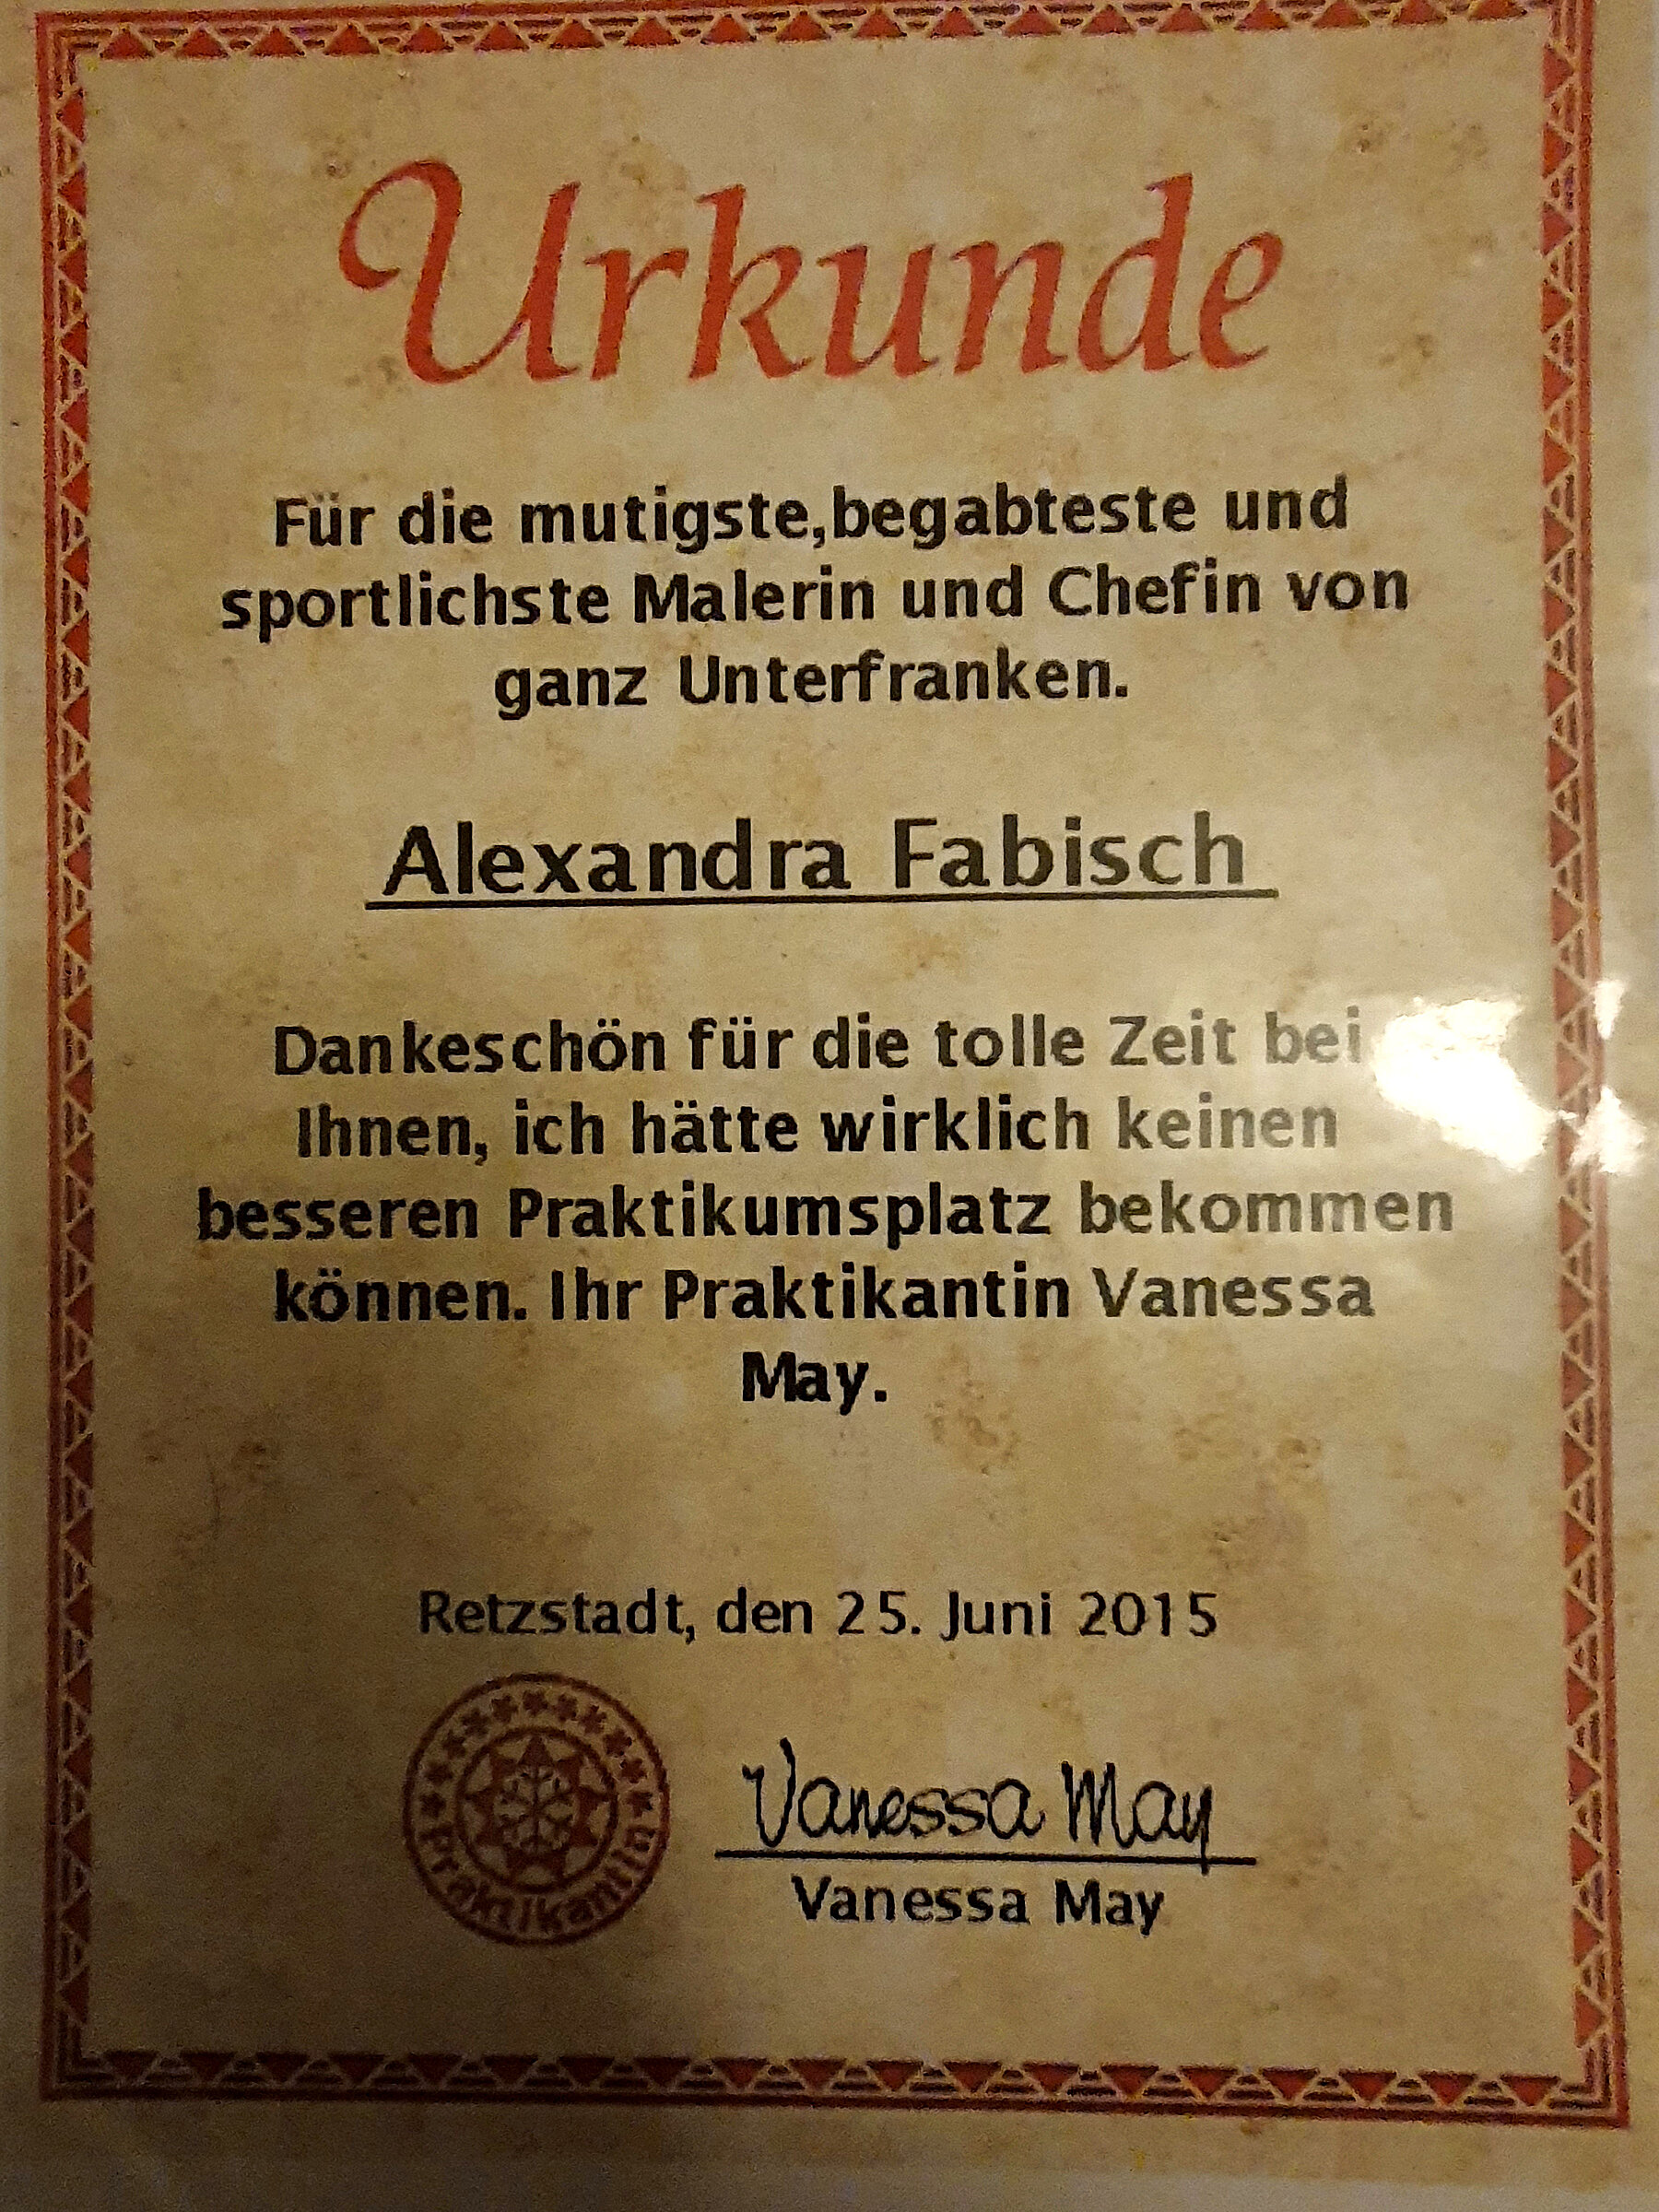 Urkunde
Für die mutigste,begabteste und
sportlichste Malerin und Chefin von
ganz Unterfranken.
Alexandra Fabisch
Dankeschön für die tolle Zeit bei
Ihnen, ich hätte wirklich keinen
besseren Praktikumsplatz bekommen
können. Ihr Praktikantin Vanessa
May.
Retzstadt, den 25. Juni 2015
Praktikantin
Vanessa May
Vanessa May